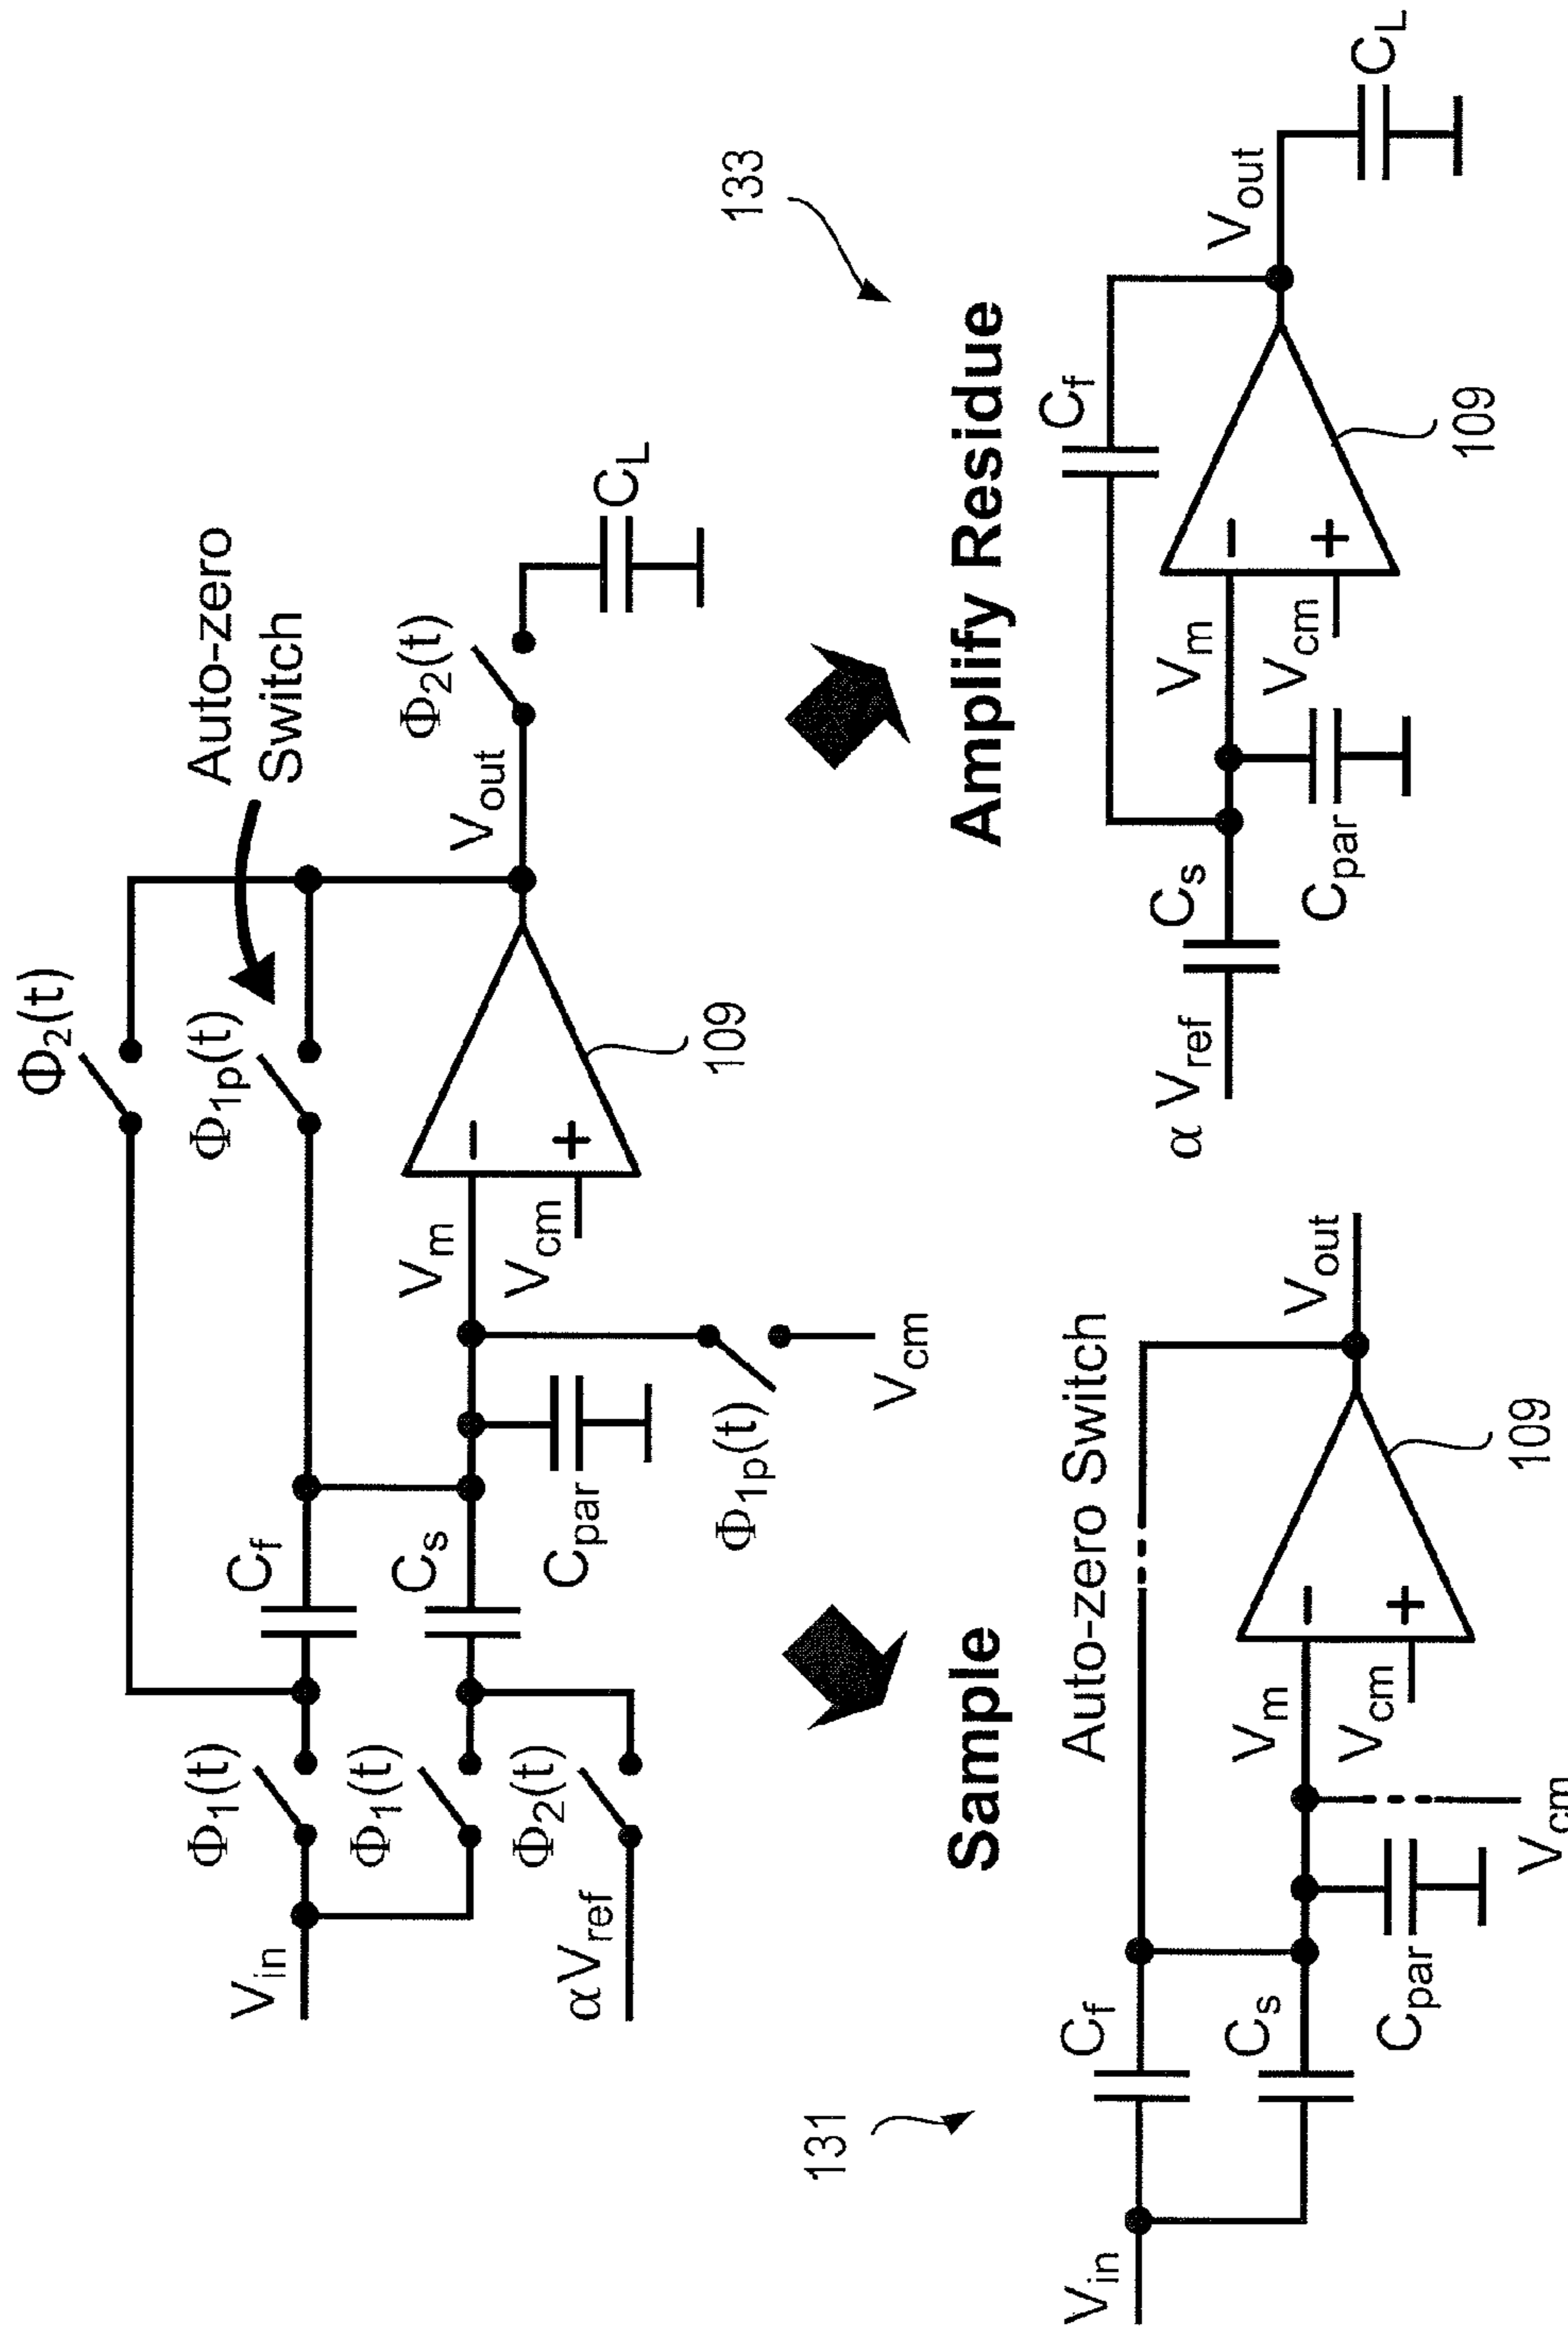 Φ2(t)
Auto-zero
Switch
Φ1p(t)
Φ1(t)
Cf
Vin
Φ1(t)
Cs
Vm
Vout
Φ2(t)
Φ2(t)
αVref
Cpar
Vcm
CL
109
Φ1p(t)
Vcm
131
133
Sample
Amplify Residue
Auto-zero Switch
Cf
Vin
Cs
Vm
Vout
Cpar
Vcm
Vcm
109
Cf
Cs
Vm
Vout
α Vref
Cpar
Vcm
CL
109
− +
− +
− +